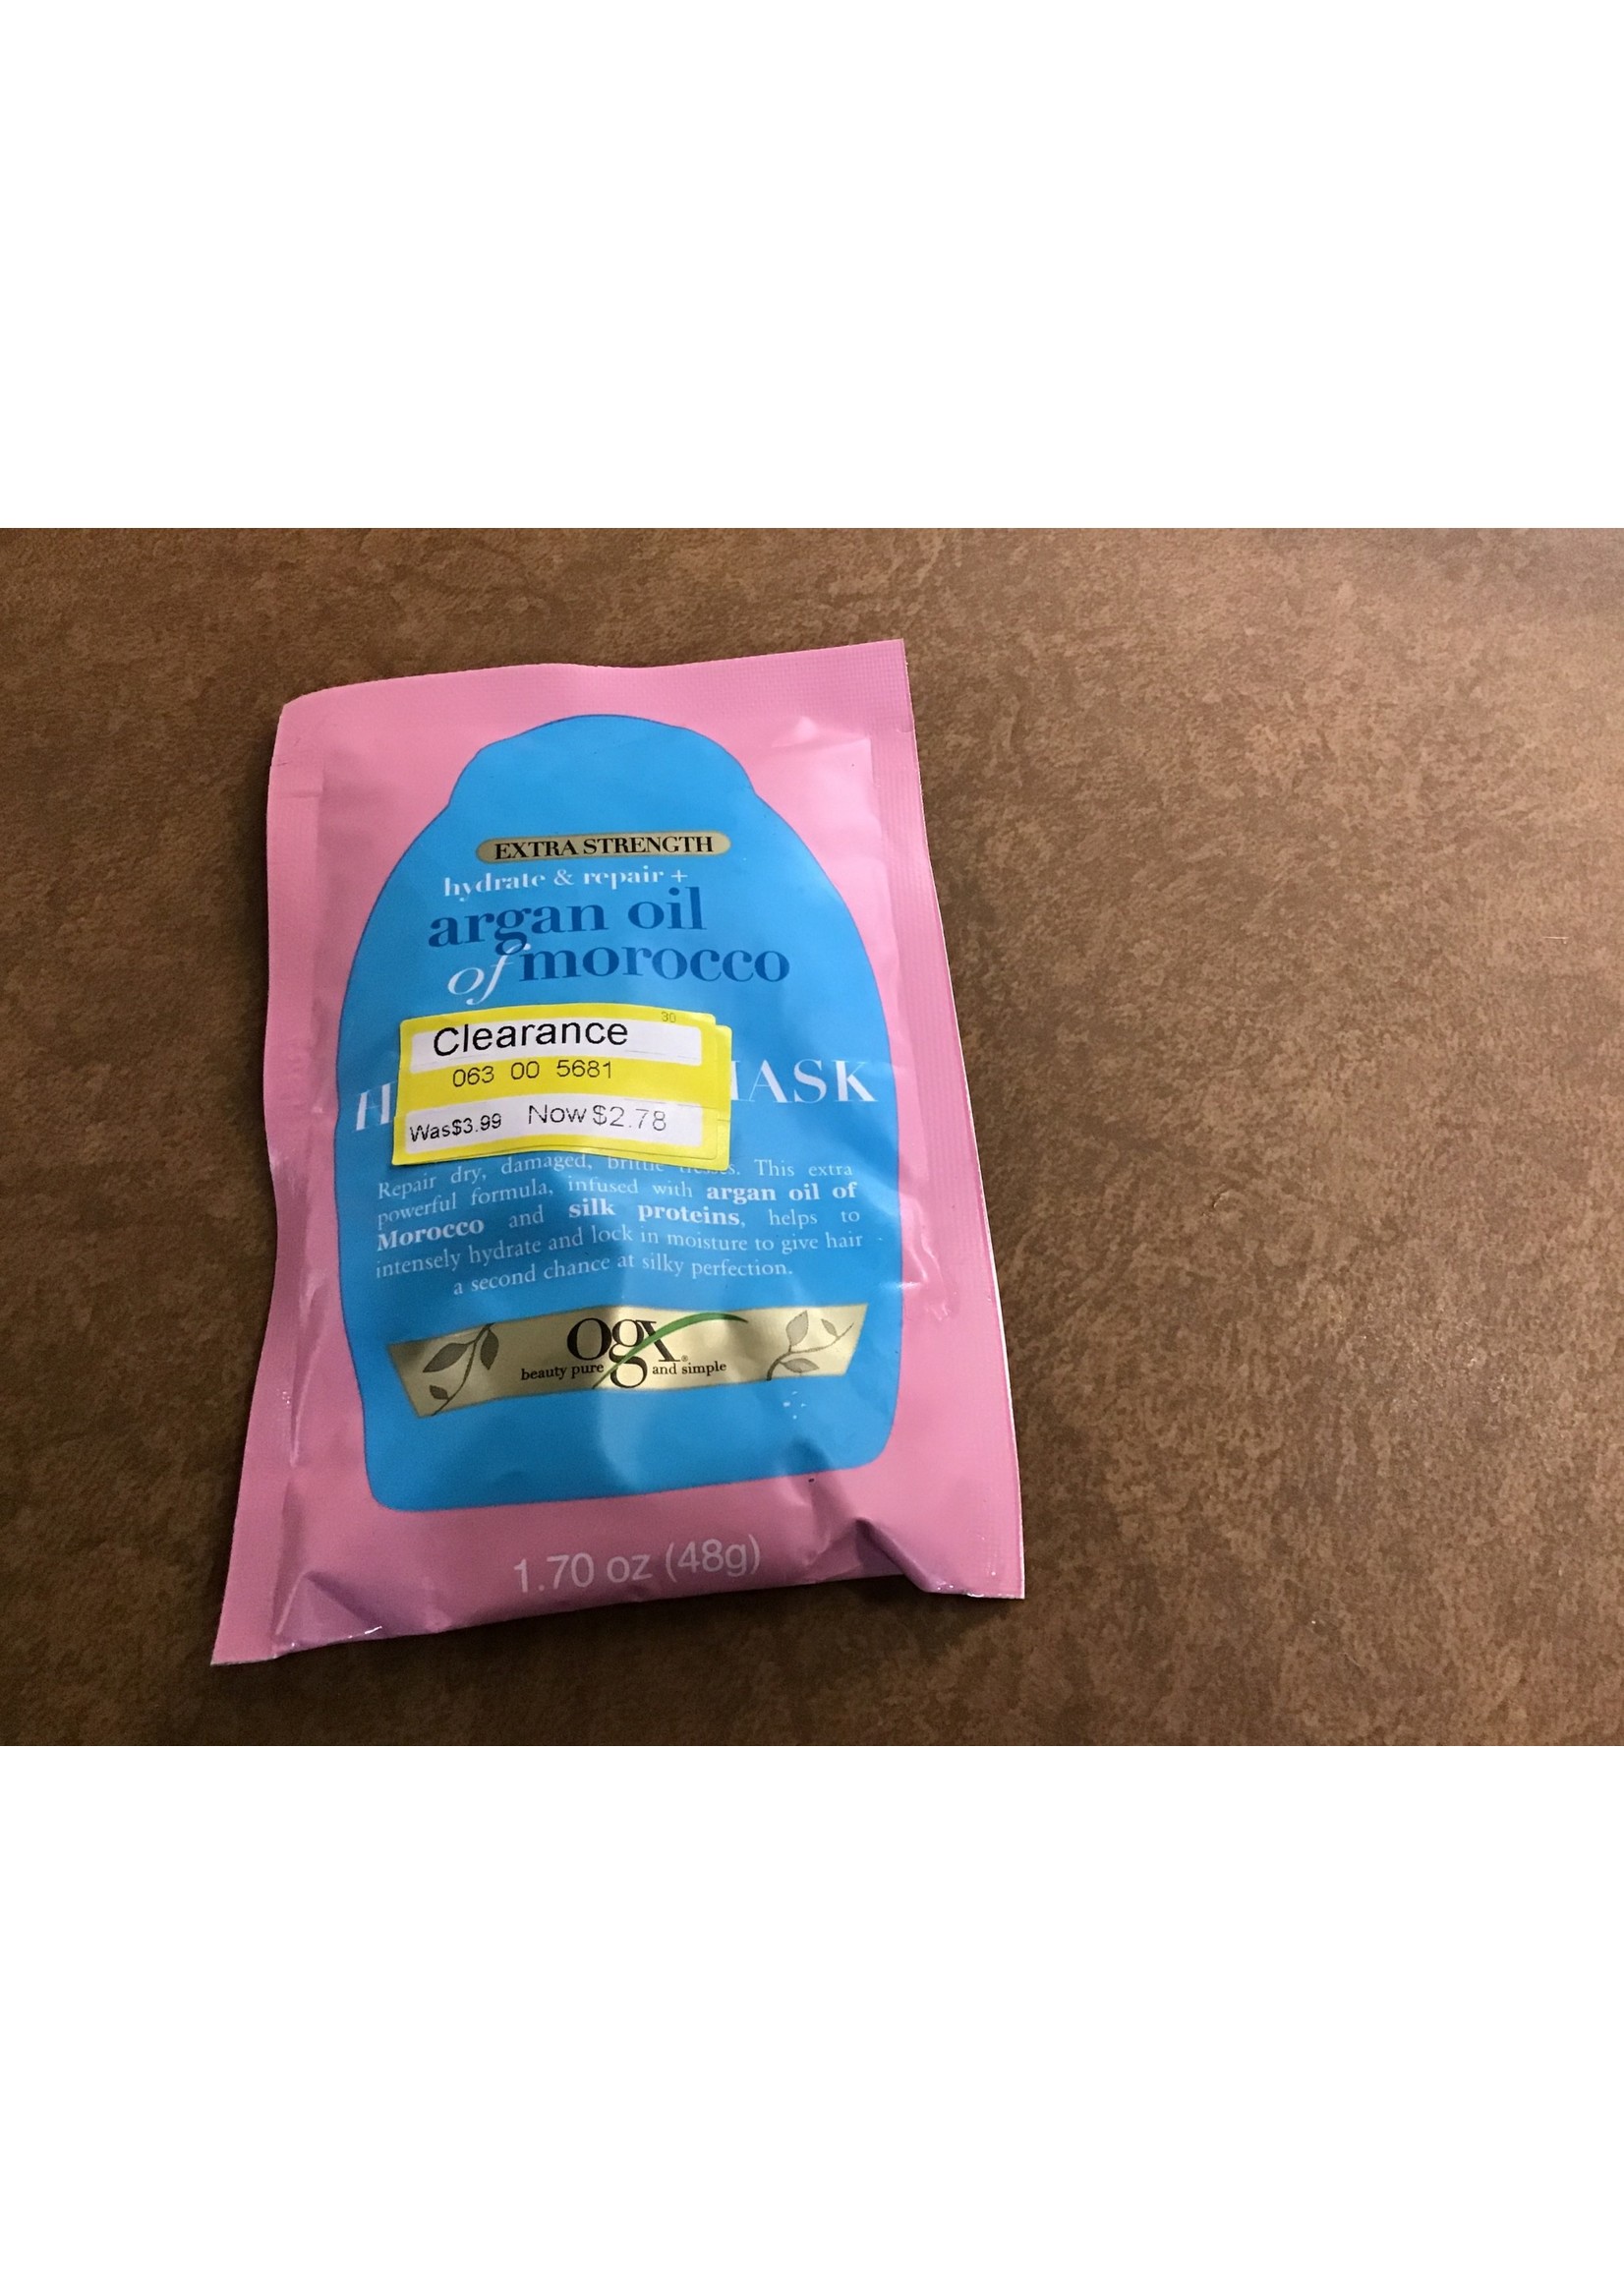 EXTRA STRENGTH
hydrate & repair +
argan oil
of morocco
30
Clearance
063 00 5681
Was$3.99 Now $2.78
Repair dry, damaged, brittle tresses. This extra
powerful formula, infused with argan oil of
Morocco and silk proteins, helps to
intensely hydrate and lock in moisture to give hair
a second chance at silky perfection.
ogx®
beauty pure and simple
1.70 oz (48g)